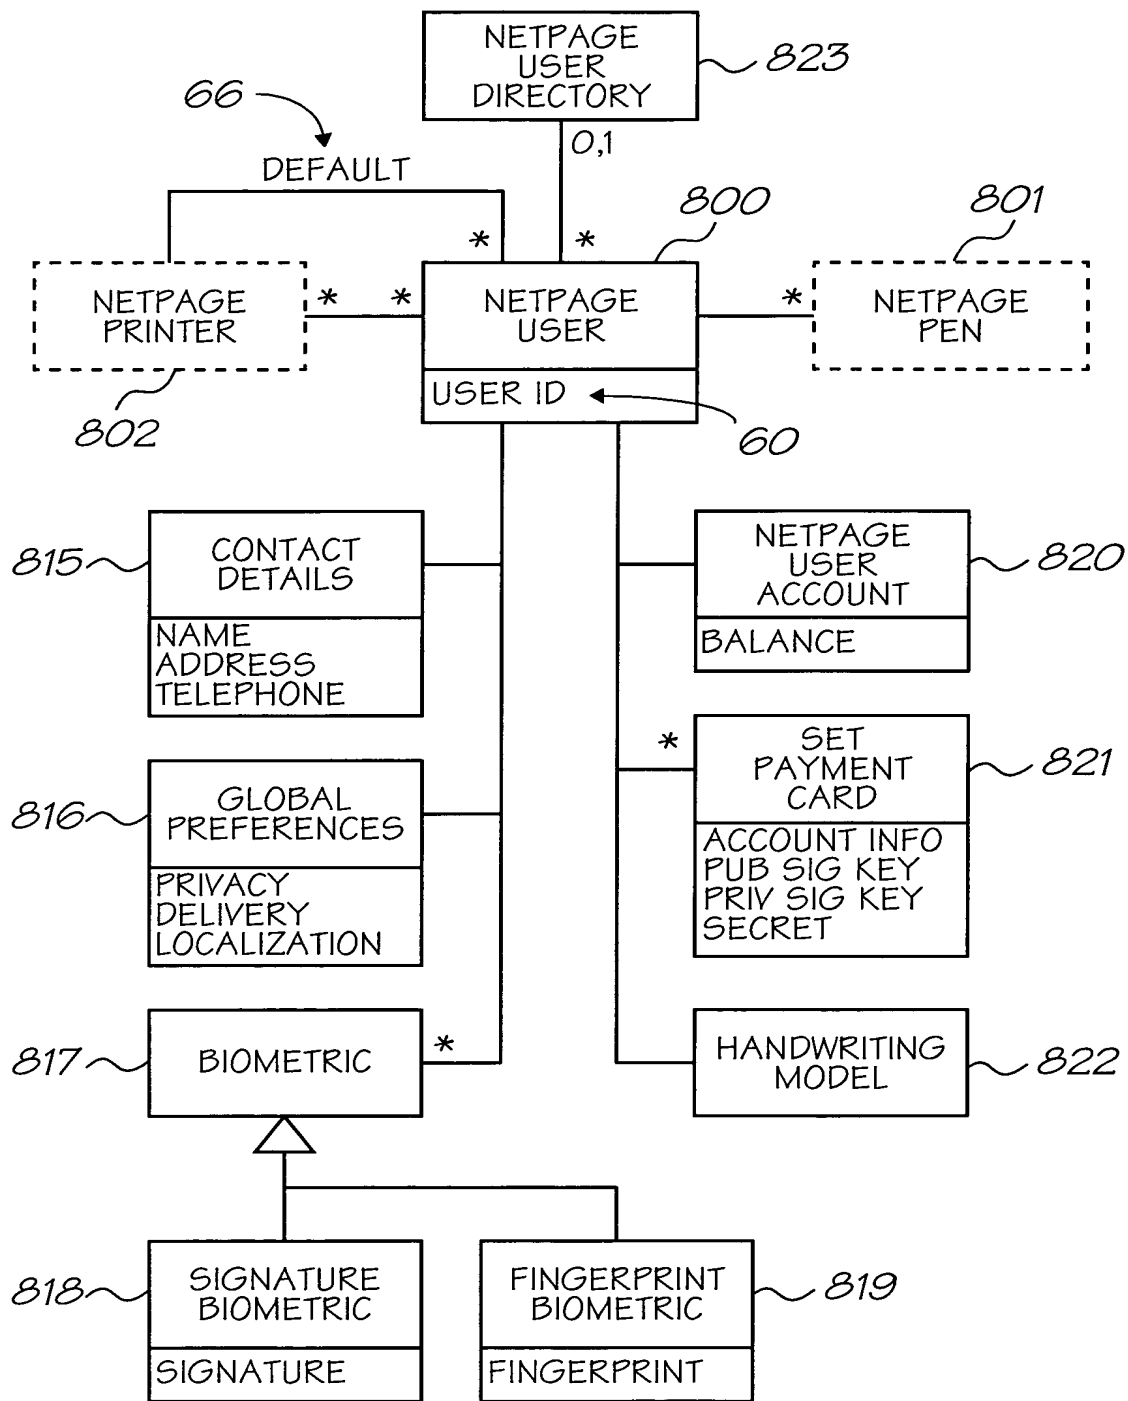 NETPAGE
USER
DIRECTORY
823
66
0,1
DEFAULT
800
801
*
*
NETPAGE
PRINTER
*
*
NETPAGE
USER
*
NETPAGE
PEN
USER ID
802
60
815
CONTACT
DETAILS
NAME
ADDRESS
TELEPHONE
NETPAGE
USER
ACCOUNT
820
BALANCE
816
GLOBAL
PREFERENCES
PRIVACY
DELIVERY
LOCALIZATION
*
SET
PAYMENT
CARD
821
ACCOUNT INFO
PUB SIG KEY
PRIV SIG KEY
SECRET
817
BIOMETRIC
*
HANDWRITING
MODEL
822
818
SIGNATURE
BIOMETRIC
SIGNATURE
FINGERPRINT
BIOMETRIC
819
FINGERPRINT